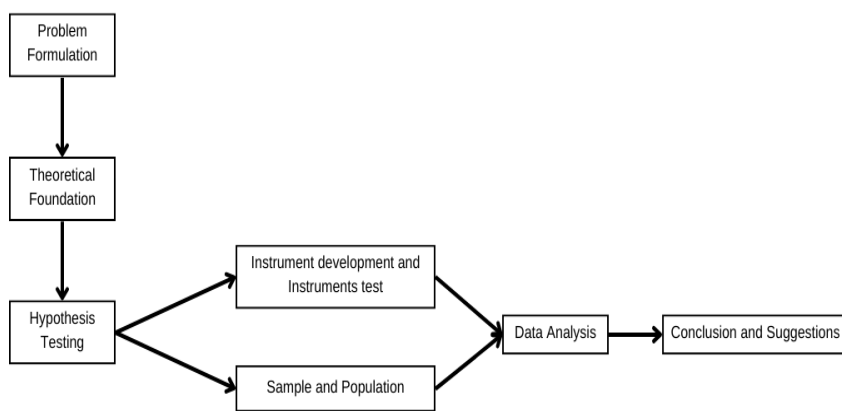 Problem
Formulation
Theoretical
Foundation
Hypothesis
Testing
Instrument development and
Instruments test
Sample and Population
Data Analysis
Conclusion and Suggestions